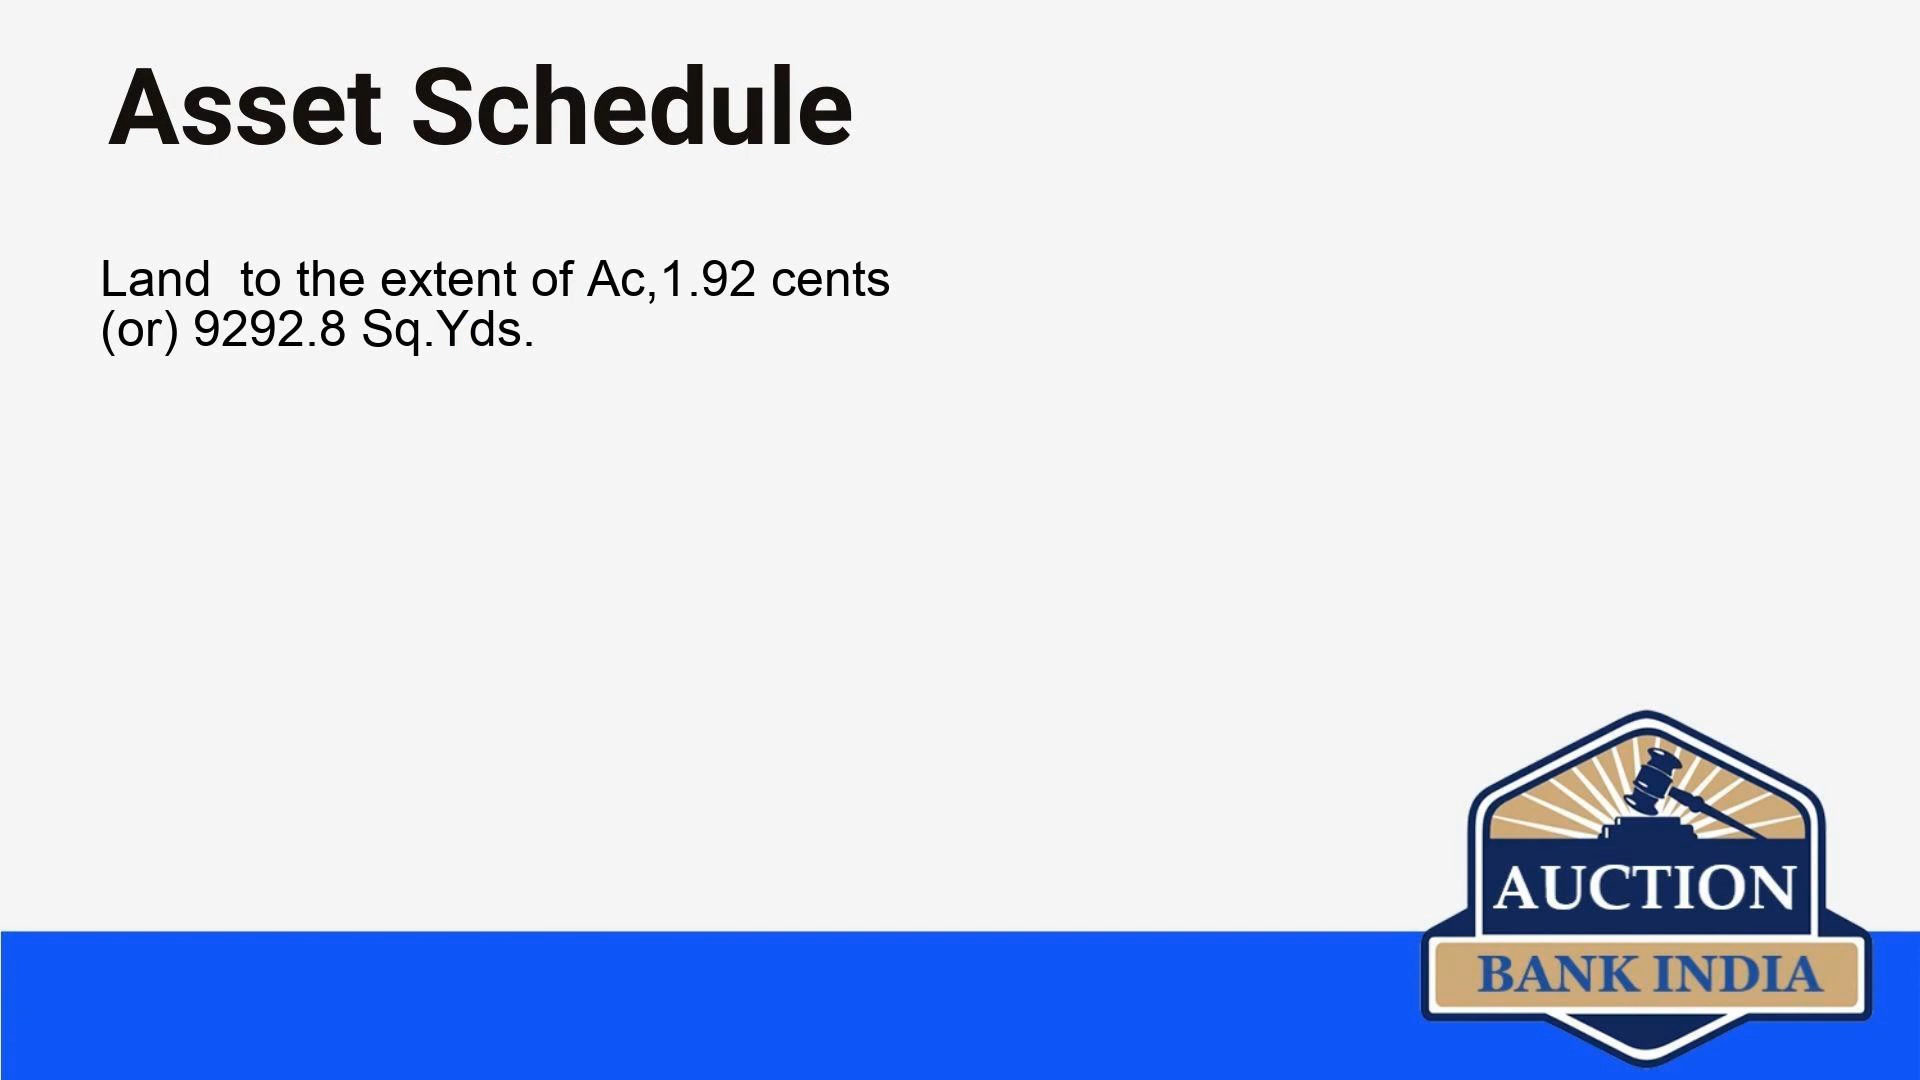 Asset Schedule
Land  to the extent of Ac,1.92 cents
(or) 9292.8 Sq.Yds.
AUCTION
BANK INDIA